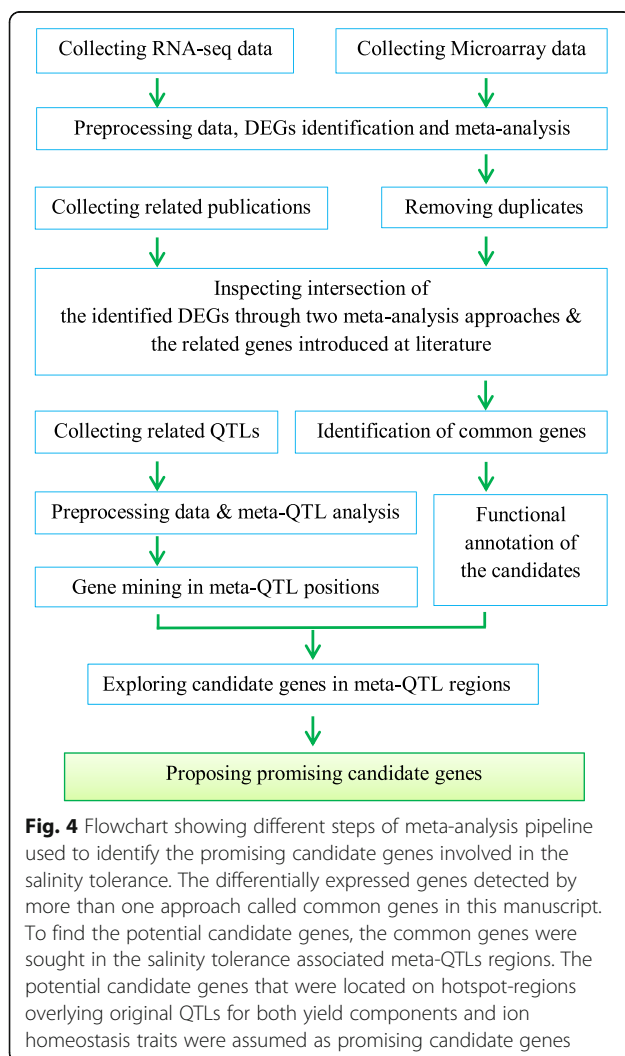 Collecting RNA-seq data
Collecting Microarray data
Preprocessing data, DEGs identification and meta-analysis
Collecting related publications
Removing duplicates
Inspecting intersection of
the identified DEGs through two meta-analysis approaches &
the related genes introduced at literature
Collecting related QTLs
Identification of common genes
Preprocessing data & meta-QTL analysis
Functional
annotation of
the candidates
Gene mining in meta-QTL positions
Exploring candidate genes in meta-QTL regions
Proposing promising candidate genes
Fig. 4 Flowchart showing different steps of meta-analysis pipeline
used to identify the promising candidate genes involved in the
salinity tolerance. The differentially expressed genes detected by
more than one approach called common genes in this manuscript.
To find the potential candidate genes, the common genes were
sought in the salinity tolerance associated meta-QTLs regions. The
potential candidate genes that were located on hotspot-regions
overlying original QTLs for both yield components and ion
homeostasis traits were assumed as promising candidate genes